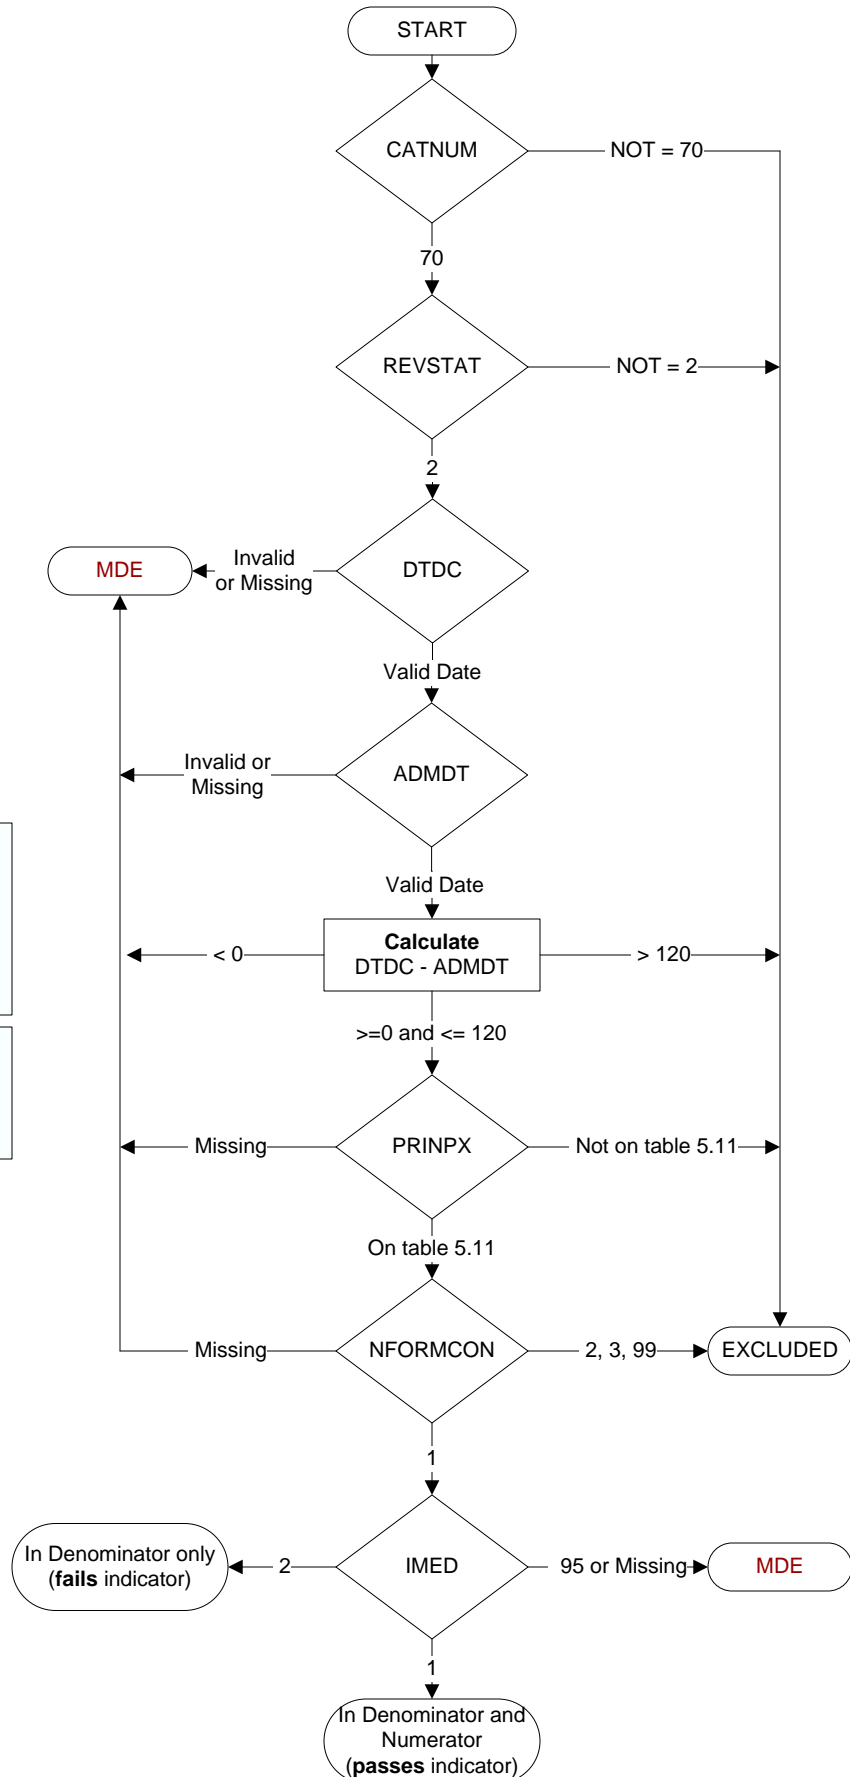 START
CATNUM
NOT = 70
70
REVSTAT
NOT = 2
2
MDE
Invalid
or Missing
DTDC
Valid Date
Invalid or
Missing
ADMDT
Valid Date
< 0
Calculate
DTDC - ADMDT
> 120
>=0 and <= 120
Missing
PRINPX
Not on table 5.11
On table 5.11
Missing
NFORMCON
2, 3, 99
EXCLUDED
1
In Denominator only
(fails indicator)
2
IMED
95 or Missing
MDE
1
In Denominator and
Numerator
(passes indicator)